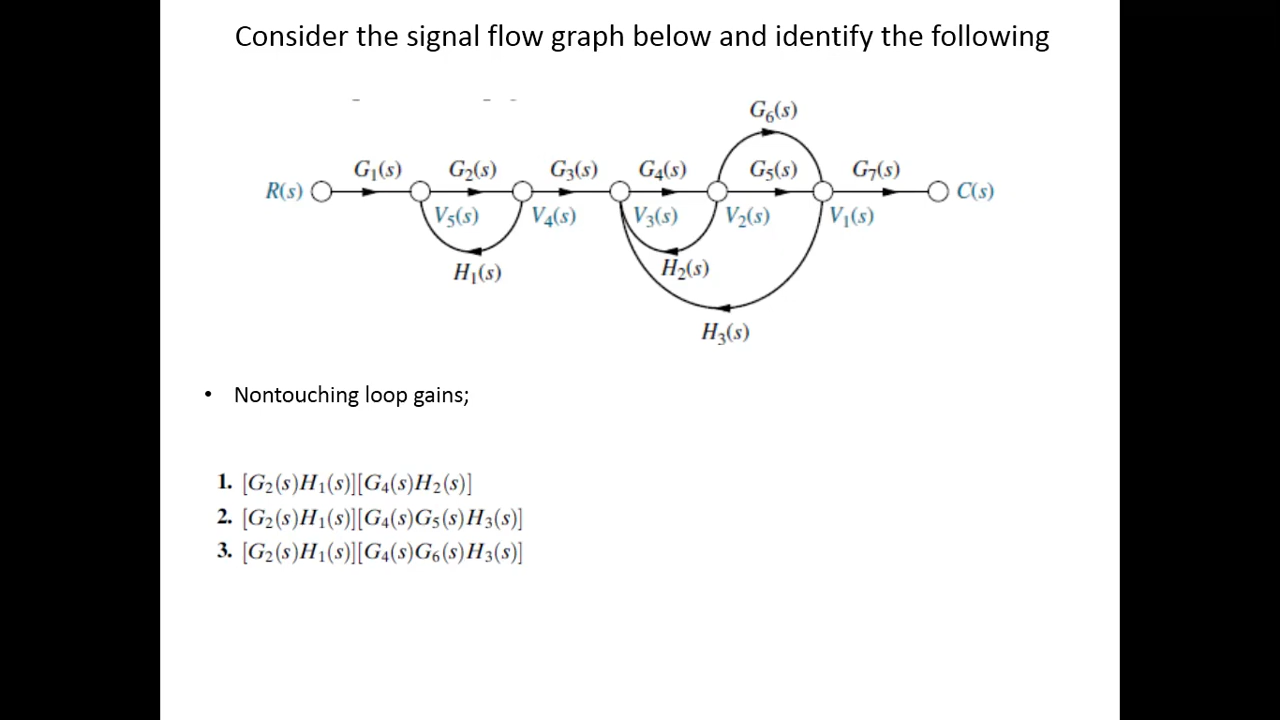 Consider the signal flow graph below and identify the following
G₆(s)
G₁(s) G₂(s) G₃(s) G₄(s) G₅(s) G₇(s)
R(s) C(s)
V₅(s) V₄(s) V₃(s) V₂(s) V₁(s)
H₁(s) H₂(s)
H₃(s)
• Nontouching loop gains;
1. [G₂(s)H₁(s)][G₄(s)H₂(s)]
2. [G₂(s)H₁(s)][G₄(s)G₅(s)H₃(s)]
3. [G₂(s)H₁(s)][G₄(s)G₆(s)H₃(s)]